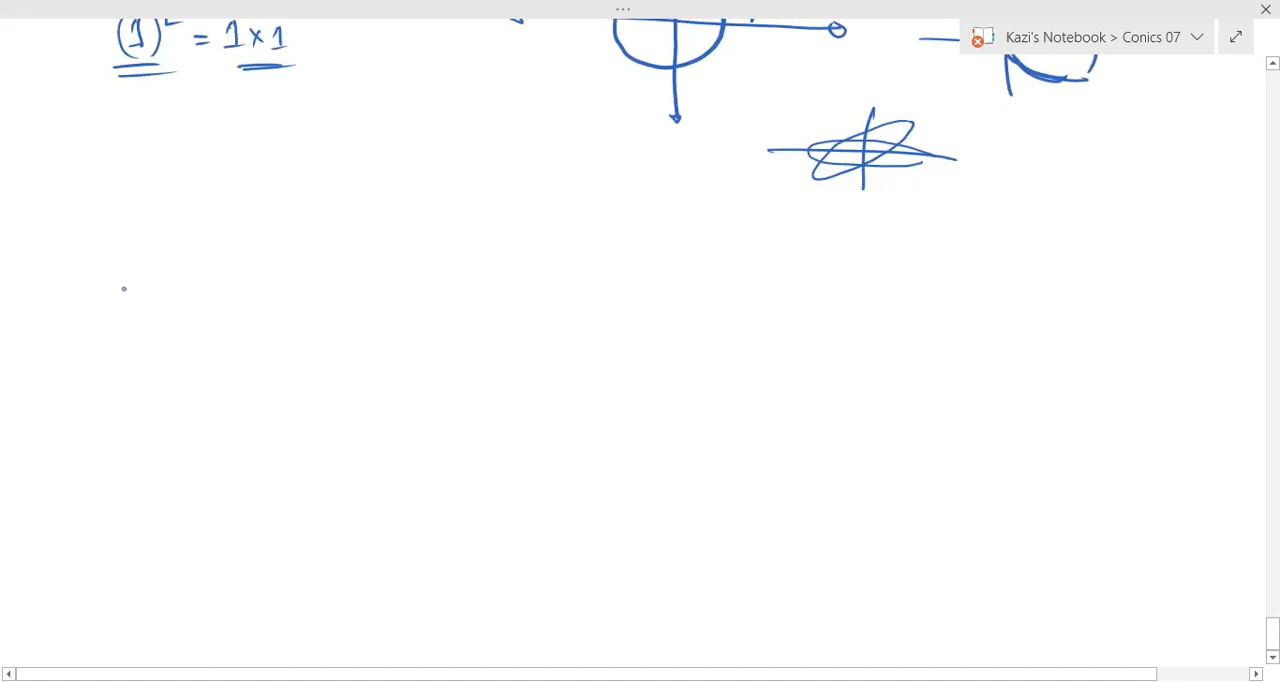 (1)² = 1 × 1
Kazi's Notebook > Conics 07